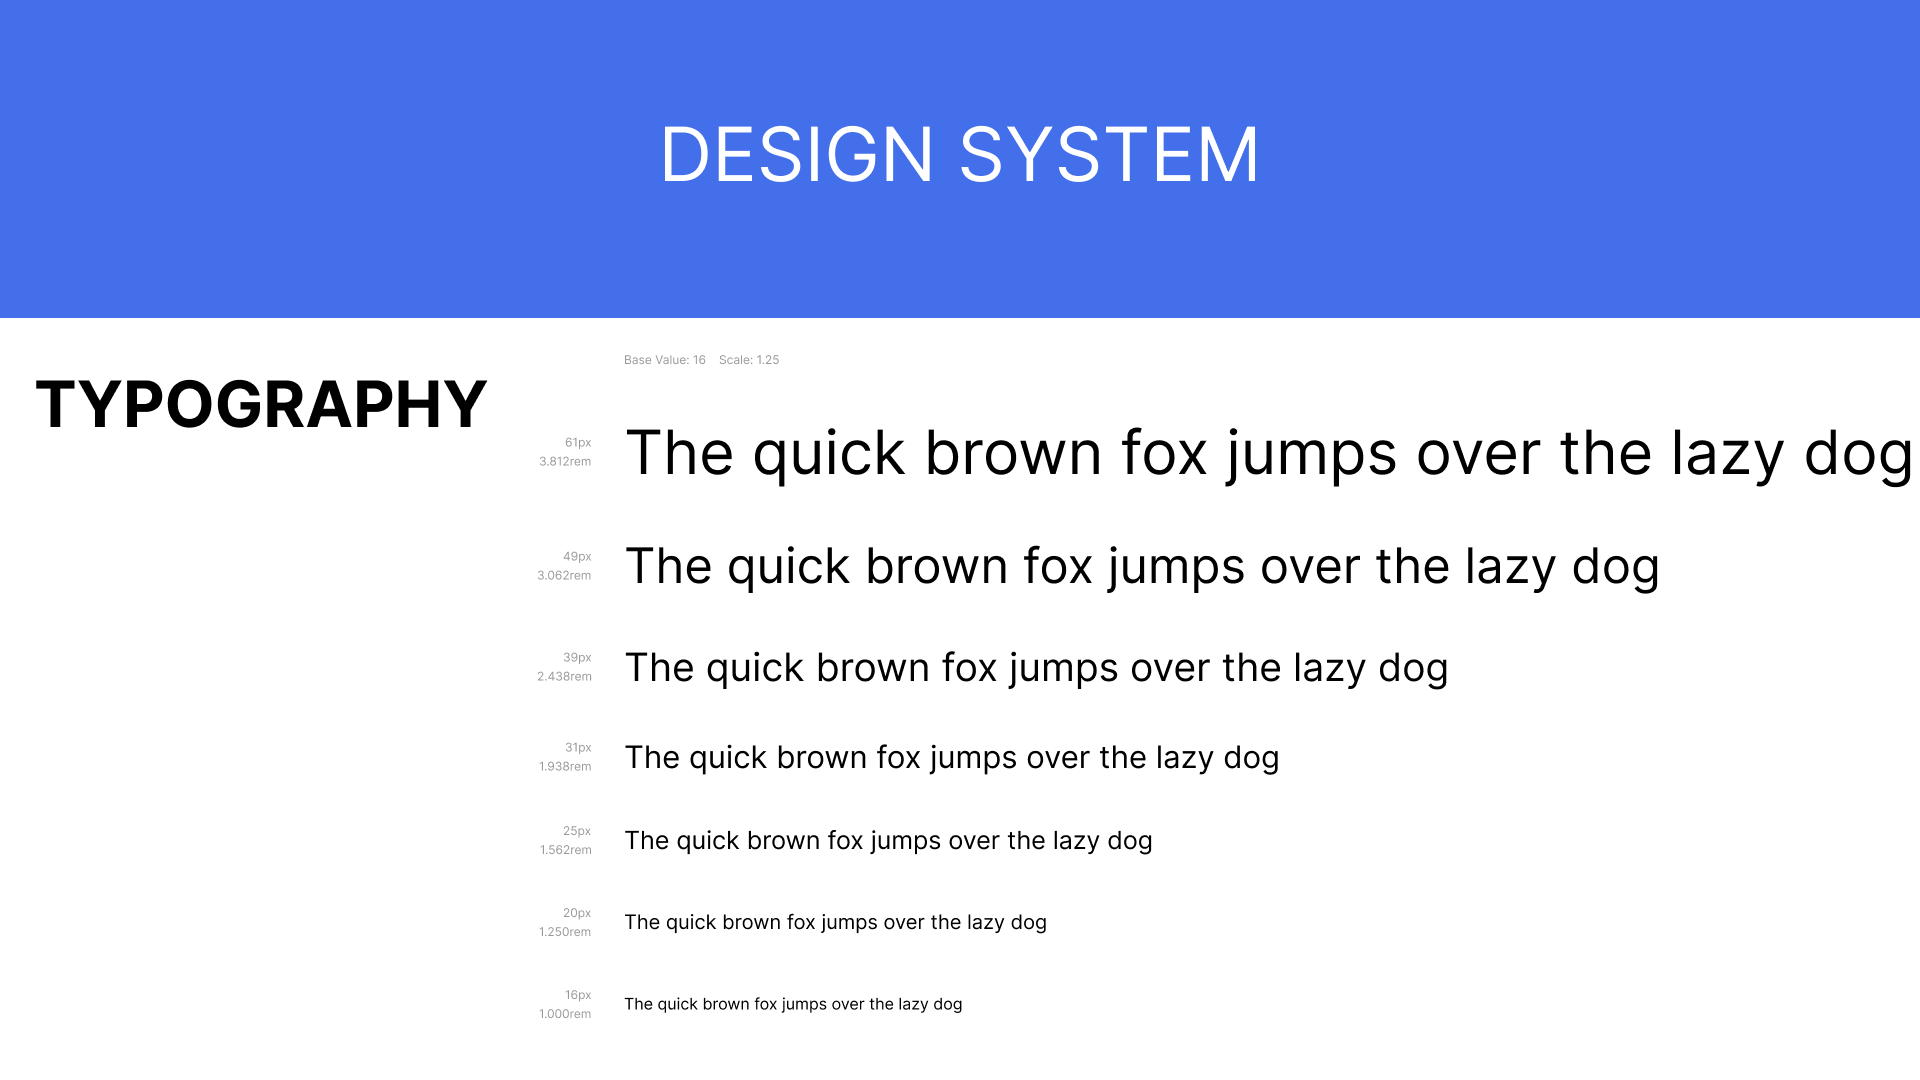 DESIGN SYSTEM
TYPOGRAPHY
Base Value: 16 Scale: 1.25
61px
3.812rem
The quick brown fox jumps over the lazy dog
49px
3.062rem
The quick brown fox jumps over the lazy dog
39px
2.438rem
The quick brown fox jumps over the lazy dog
31px
1.938rem
The quick brown fox jumps over the lazy dog
25px
1.562rem
The quick brown fox jumps over the lazy dog
20px
1.250rem
The quick brown fox jumps over the lazy dog
16px
1.000rem
The quick brown fox jumps over the lazy dog